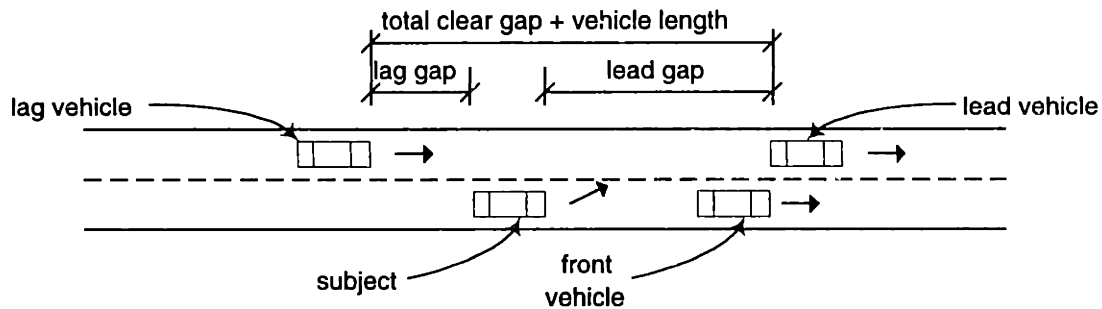 total clear gap + vehicle length
lag gap
lead gap
lag vehicle
lead vehicle
subject
front
vehicle